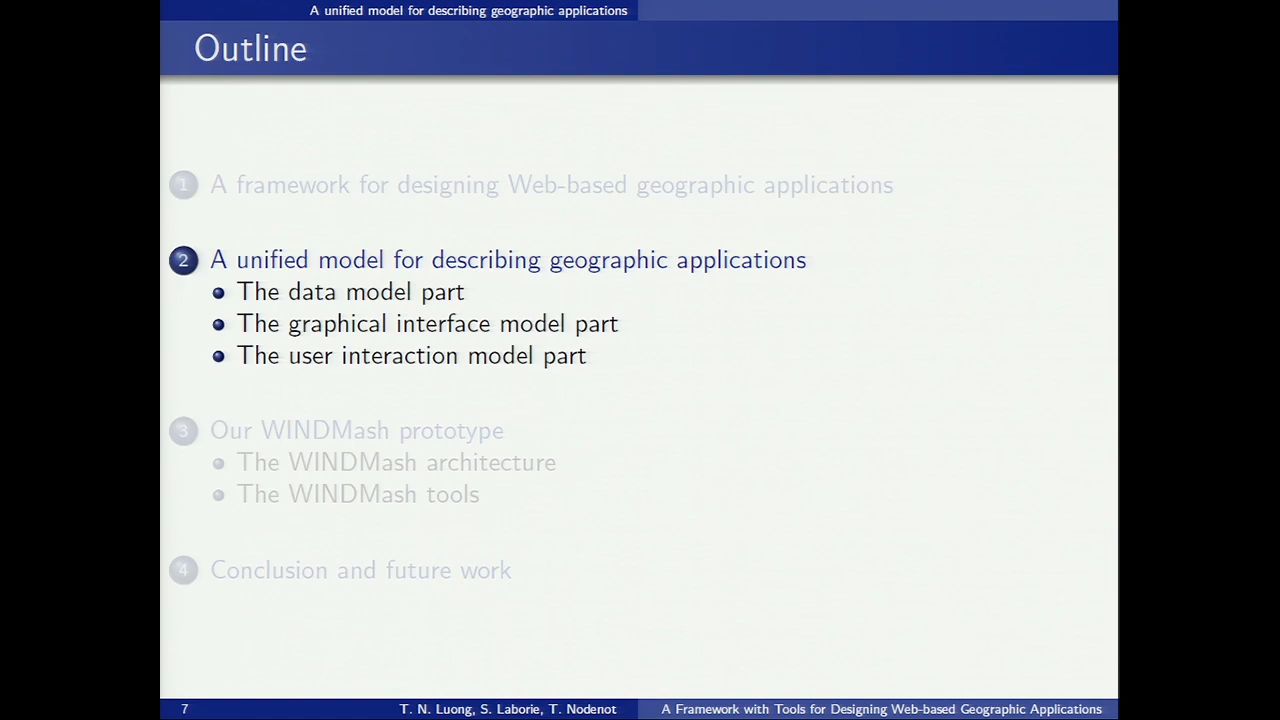 A unified model for describing geographic applications
Outline
1 A framework for designing Web-based geographic applications
2 A unified model for describing geographic applications
The data model part
The graphical interface model part
The user interaction model part
3 Our WINDMash prototype
The WINDMash architecture
The WINDMash tools
4 Conclusion and future work
7 T. N. Luong, S. Laborie, T. Nodenot A Framework with Tools for Designing Web-based Geographic Applications